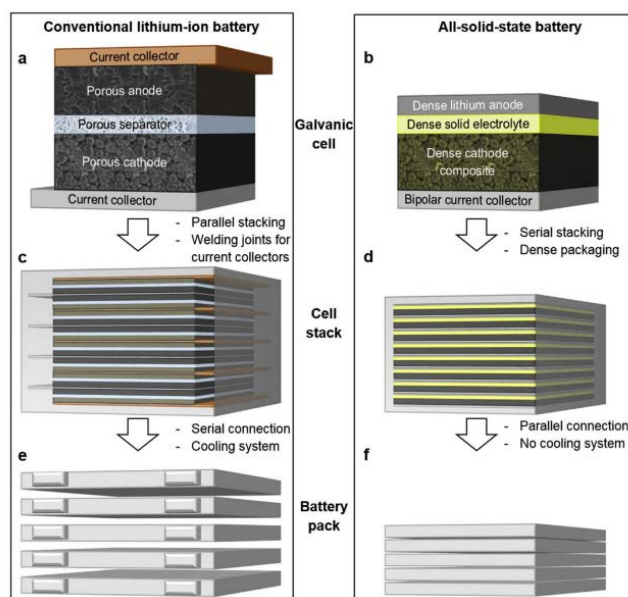 Conventional lithium-ion battery
a
Current collector
Porous anode
Porous separator
Porous cathode
Current collector
- Parallel stacking
- Welding joints for
current collectors
c
- Serial connection
- Cooling system
e
Galvanic
cell
Cell
stack
Battery
pack
All-solid-state battery
b
Dense lithium anode
Dense solid electrolyte
Dense cathode
composite
Bipolar current collector
- Serial stacking
- Dense packaging
d
- Parallel connection
- No cooling system
f